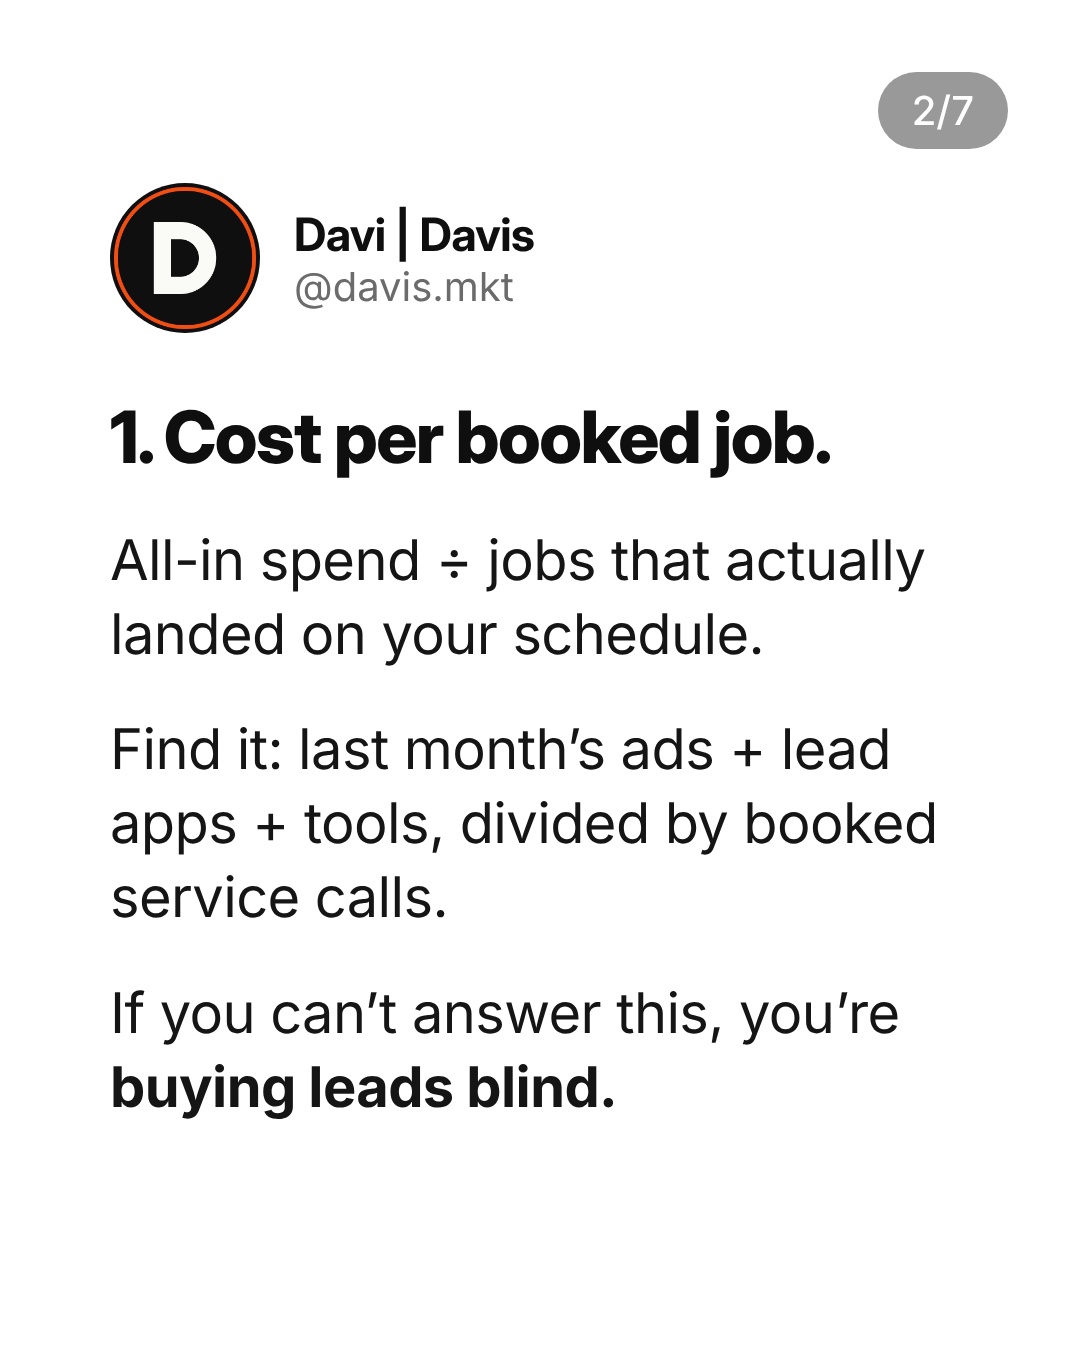 2/7
D
Davi | Davis
@davis.mkt
1. Cost per booked job.
All-in spend ÷ jobs that actually
landed on your schedule.
Find it: last month’s ads + lead
apps + tools, divided by booked
service calls.
If you can’t answer this, you’re
buying leads blind.